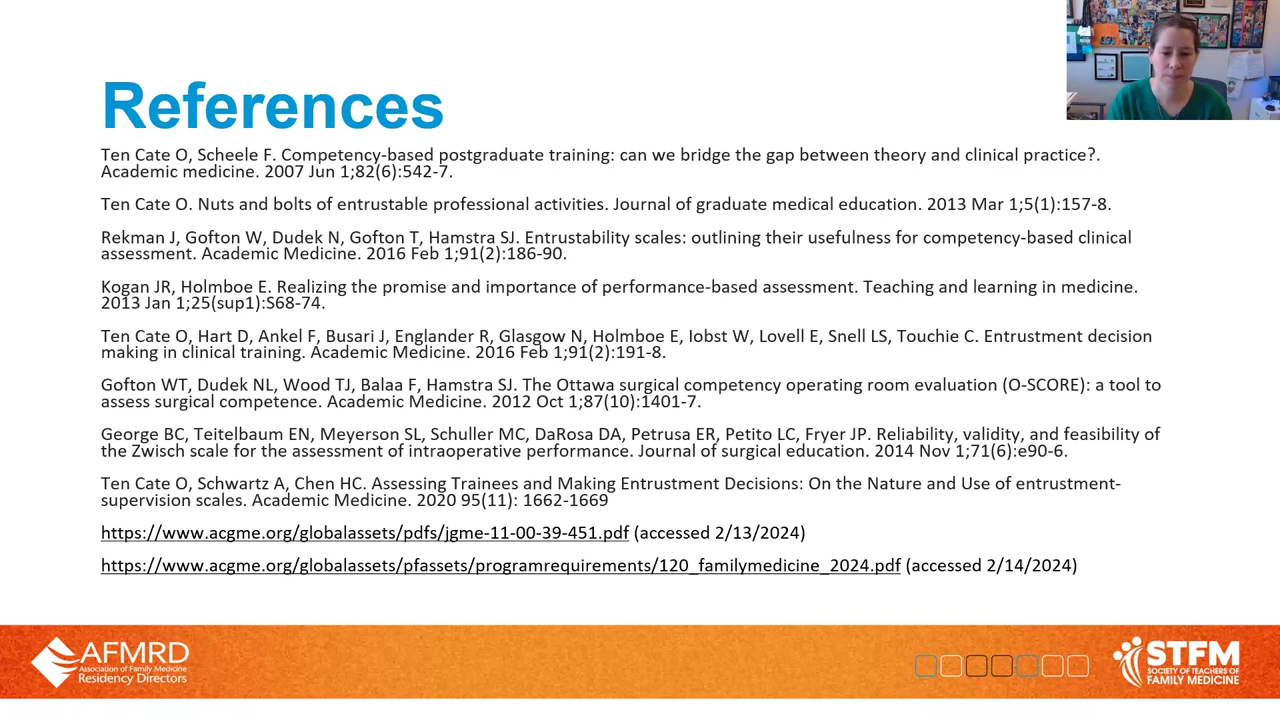 References
Ten Cate O, Scheele F. Competency-based postgraduate training: can we bridge the gap between theory and clinical practice?.
Academic medicine. 2007 Jun 1;82(6):542-7.
Ten Cate O. Nuts and bolts of entrustable professional activities. Journal of graduate medical education. 2013 Mar 1;5(1):157-8.
Rekman J, Gofton W, Dudek N, Gofton T, Hamstra SJ. Entrustability scales: outlining their usefulness for competency-based clinical
assessment. Academic Medicine. 2016 Feb 1;91(2):186-90.
Kogan JR, Holmboe E. Realizing the promise and importance of performance-based assessment. Teaching and learning in medicine.
2013 Jan 1;25(sup1):S68-74.
Ten Cate O, Hart D, Ankel F, Busari J, Englander R, Glasgow N, Holmboe E, Iobst W, Lovell E, Snell LS, Touchie C. Entrustment decision
making in clinical training. Academic Medicine. 2016 Feb 1;91(2):191-8.
Gofton WT, Dudek NL, Wood TJ, Balaa F, Hamstra SJ. The Ottawa surgical competency operating room evaluation (O-SCORE): a tool to
assess surgical competence. Academic Medicine. 2012 Oct 1;87(10):1401-7.
George BC, Teitelbaum EN, Meyerson SL, Schuller MC, DaRosa DA, Petrusa ER, Petito LC, Fryer JP. Reliability, validity, and feasibility of
the Zwisch scale for the assessment of intraoperative performance. Journal of surgical education. 2014 Nov 1;71(6):e90-6.
Ten Cate O, Schwartz A, Chen HC. Assessing Trainees and Making Entrustment Decisions: On the Nature and Use of entrustment-
supervision scales. Academic Medicine. 2020 95(11): 1662-1669
https://www.acgme.org/globalassets/pdfs/jgme-11-00-39-451.pdf (accessed 2/13/2024)
https://www.acgme.org/globalassets/pfassets/programrequirements/120_familymedicine_2024.pdf (accessed 2/14/2024)
AFMRD
Association of Family Medicine
Residency Directors
STFM
SOCIETY OF TEACHERS OF
FAMILY MEDICINE